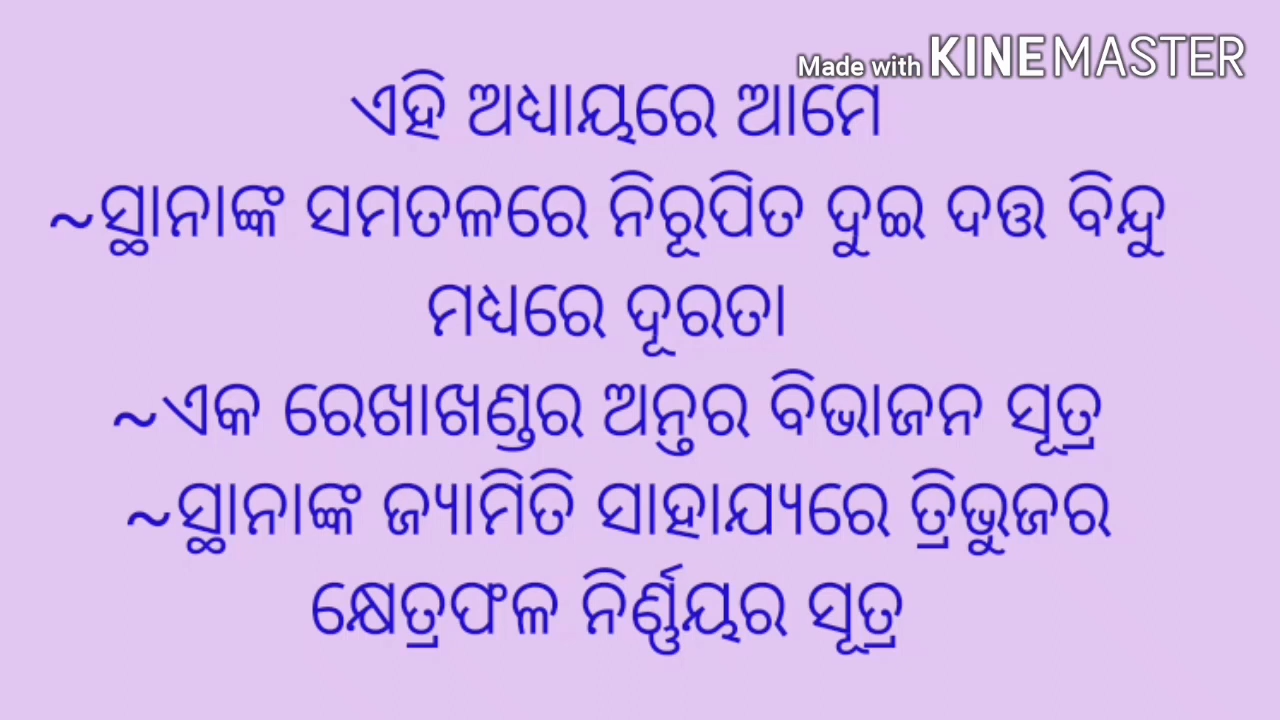 Made with KINEMASTER
ଏହି ଅଧ୍ୟାୟରେ ଆମେ
~ସ୍ଥାନାଙ୍କ ସମତଳରେ ନିରୂପିତ ଦୁଇ ଦତ୍ତ ବିନ୍ଦୁ
ମଧ୍ୟରେ ଦୂରତା
~ଏକ ରେଖାଖଣ୍ଡର ଅନ୍ତର ବିଭାଜନ ସୂତ୍ର
~ସ୍ଥାନାଙ୍କ ଜ୍ୟାମିତି ସାହାଯ୍ୟରେ ତ୍ରିଭୁଜର
କ୍ଷେତ୍ରଫଳ ନିର୍ଣ୍ଣୟର ସୂତ୍ର